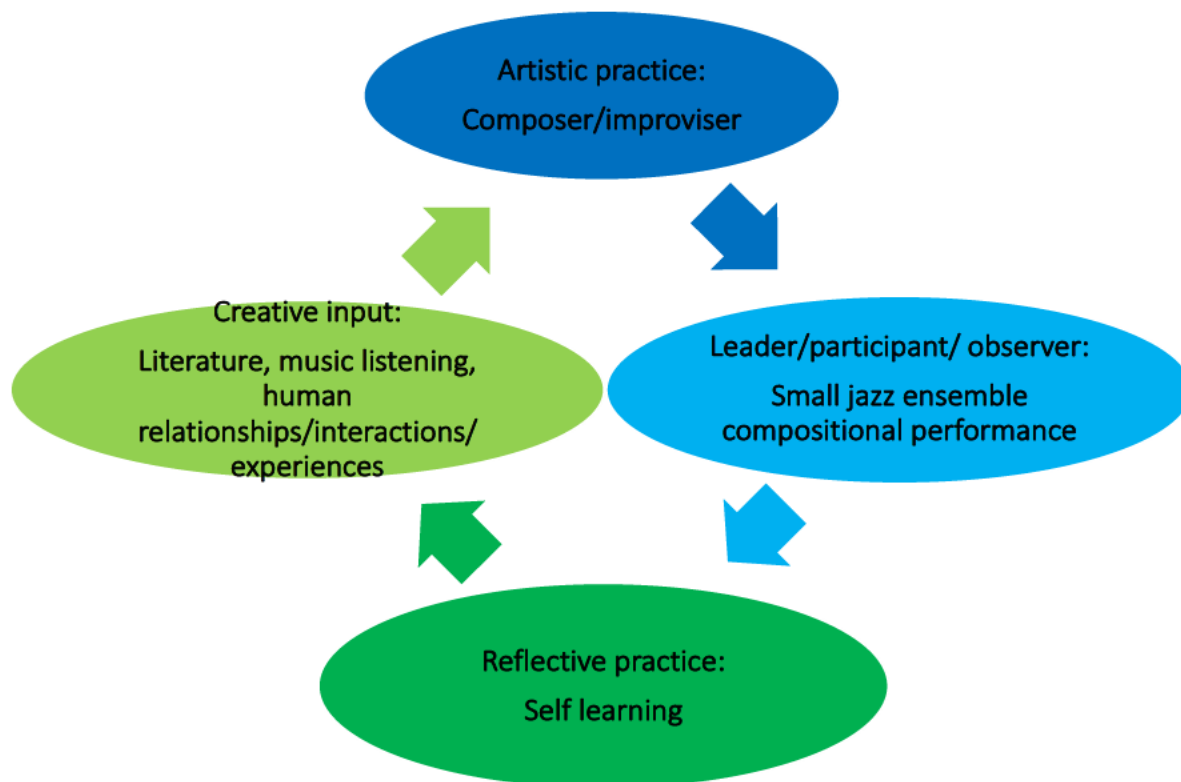 Artistic practice:
Composer/improviser
Creative input:
Literature, music listening,
human
relationships/interactions/
experiences
Leader/participant/ observer:
Small jazz ensemble
compositional performance
Reflective practice:
Self learning